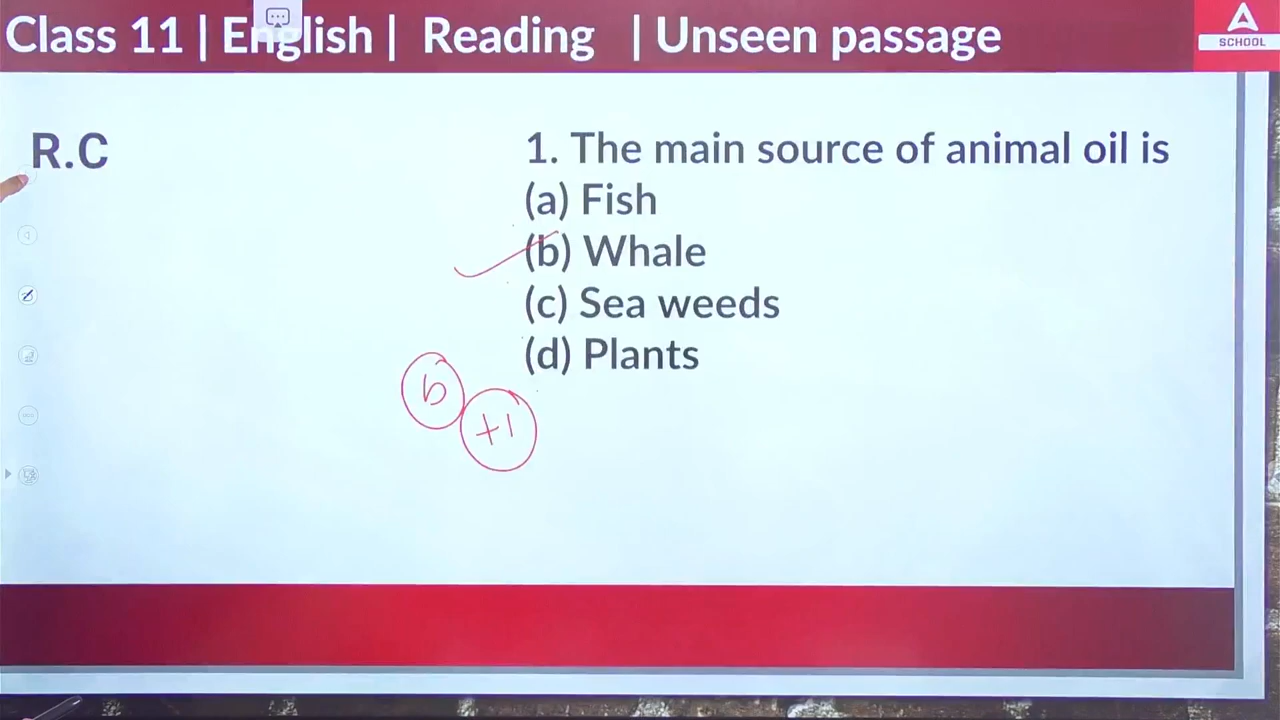 Class 11 | English | Reading | Unseen passage
A
SCHOOL
R.C
1. The main source of animal oil is
(a) Fish
(b) Whale
(c) Sea weeds
(d) Plants
b
+1